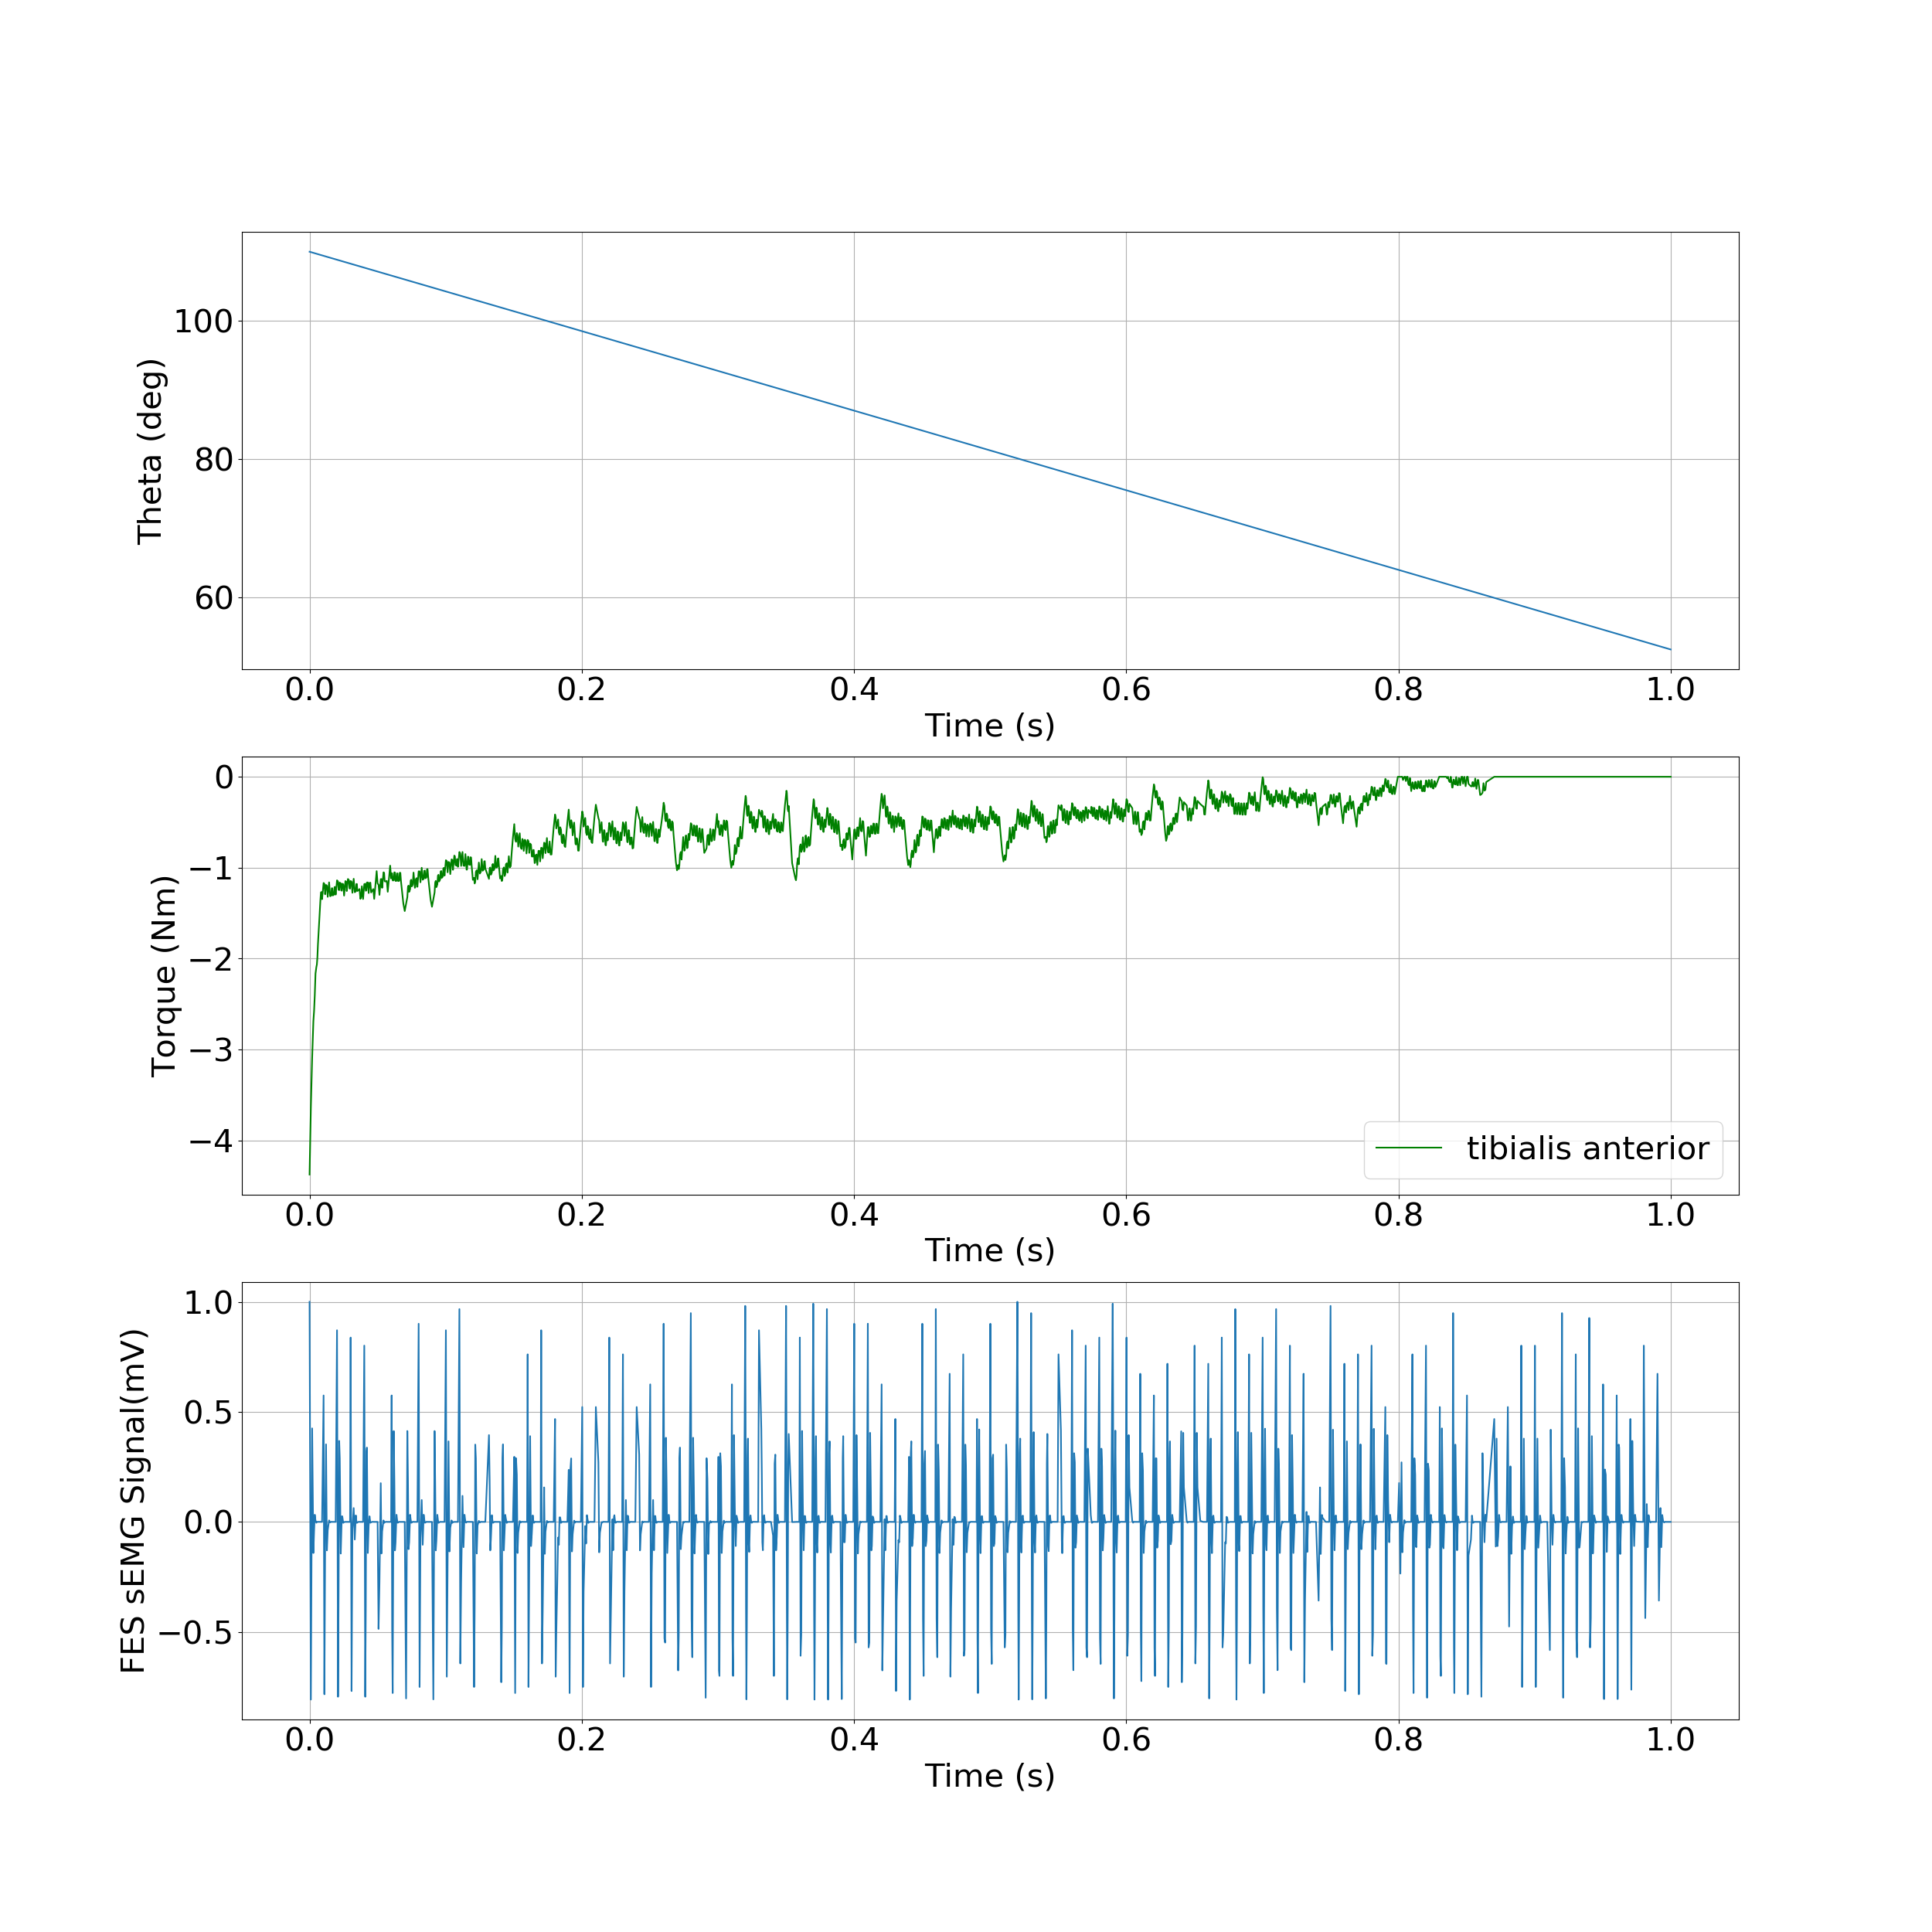 100
80
60
Theta (deg)
0.0 0.2 0.4 0.6 0.8 1.0
Time (s)
0
−1
−2
−3
−4
Torque (Nm)
tibialis anterior
0.0 0.2 0.4 0.6 0.8 1.0
Time (s)
1.0
0.5
0.0
−0.5
FES sEMG Signal(mV)
0.0 0.2 0.4 0.6 0.8 1.0
Time (s)